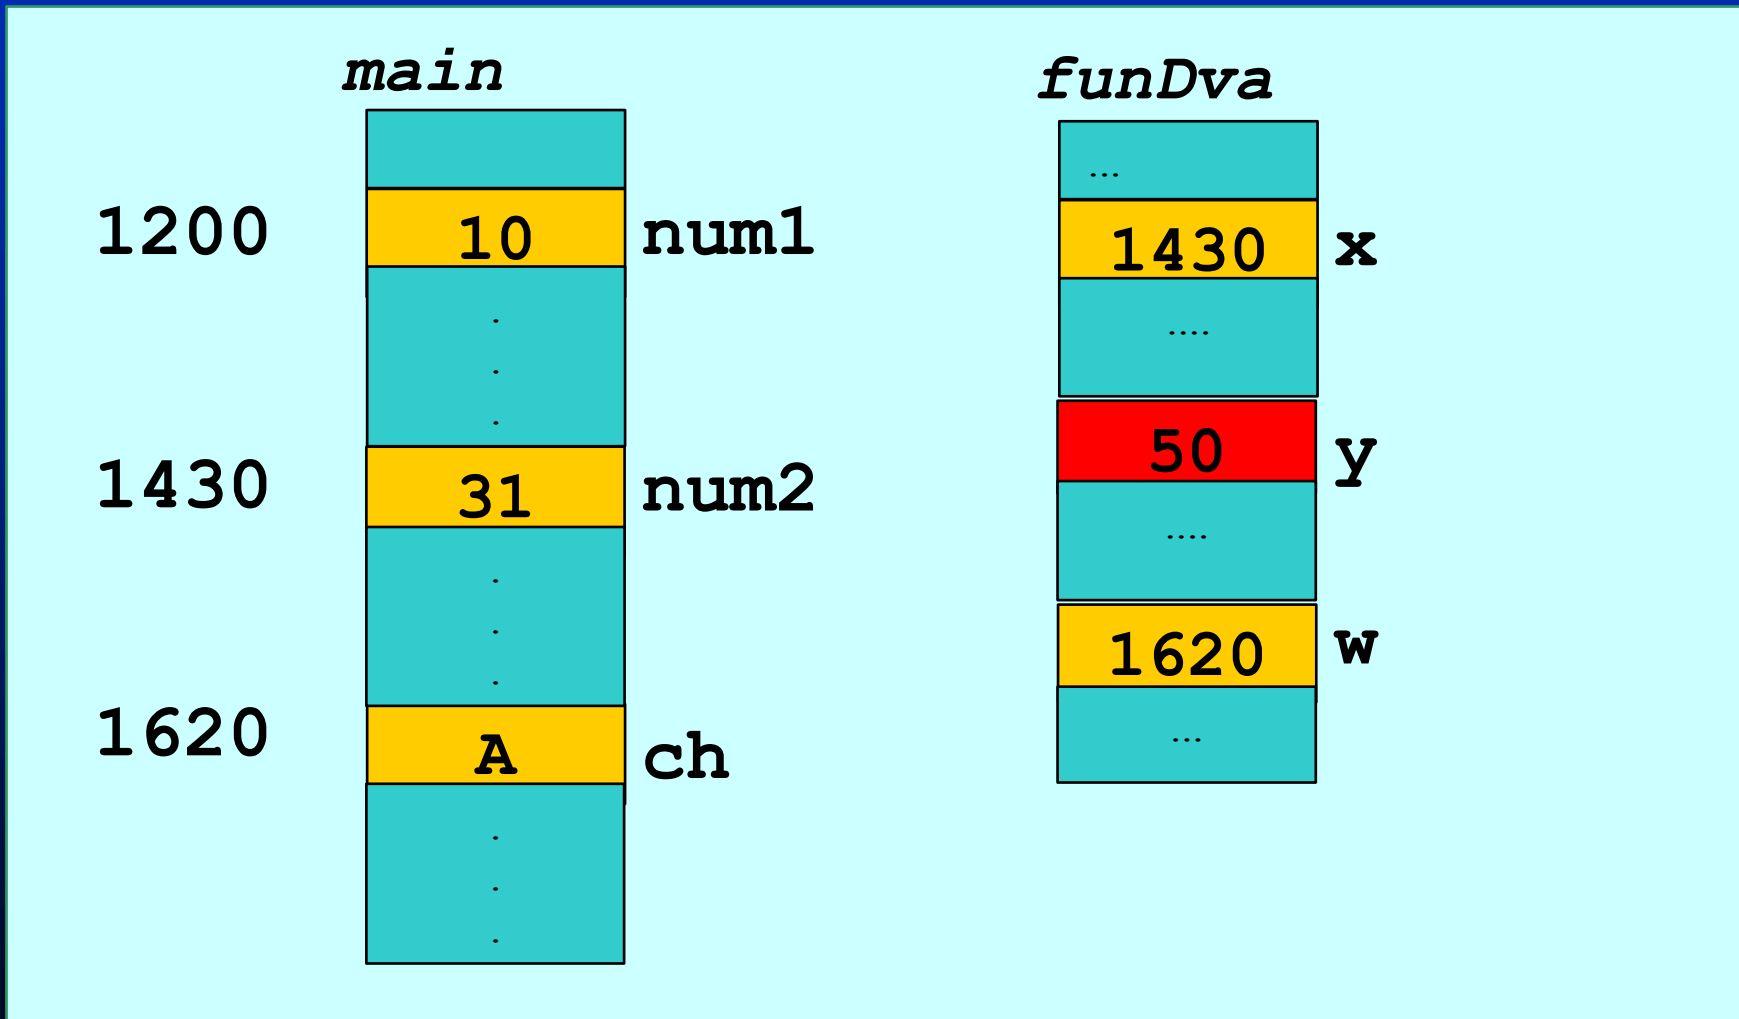 main
funDva
...
1200 10 num1
1430 x
.
....
.
.
50 y
1430 31 num2
....
.
.
1620 w
.
1620 A ch
...
.
.
.